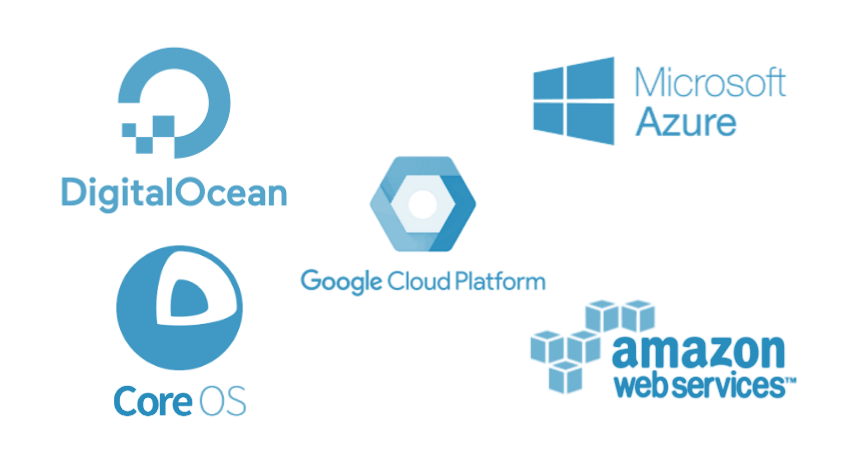 DigitalOcean
Microsoft
Azure
Google Cloud Platform
Core OS
amazon
web services™